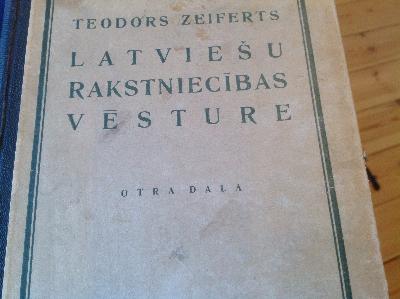 TEODORS ZEIFERTS
LATVIEŠU
RAKSTNIECĪBAS
VĒSTURE
OTRA DAĻA